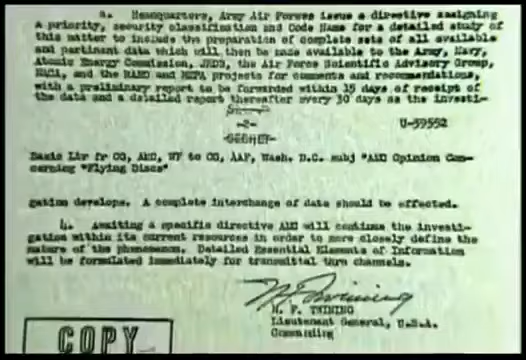 a. Headquarters, Army Air Forces issue a directive assigning
a priority, security classification and Code Name for a detailed study of
this matter to include the preparation of complete sets of all available
and pertinent data which will then be made available to the Army, Navy,
Atomic Energy Commission, JRDB, the Air Force Scientific Advisory Group,
NACA, and the RAND and NEPA projects for comments and recommendations,
with a preliminary report to be forwarded within 15 days of receipt of
the data and a detailed report thereafter every 30 days as the investi-
-2- U-39552
SECRET
Basic Ltr fr CG, AMC, WF to CG, AAF, Wash. D.C. subj "AMC Opinion Con-
cerning "Flying Discs"
gation develops. A complete interchange of data should be effected.
4. Awaiting a specific directive AMC will continue the investi-
gation within its current resources in order to more closely define the
nature of the phenomenon. Detailed Essential Elements of Information
will be formulated immediately for transmittal thru channels.
N. F. Twining
N. F. TWINING
Lieutenant General, U.S.A.
Commanding
COPY